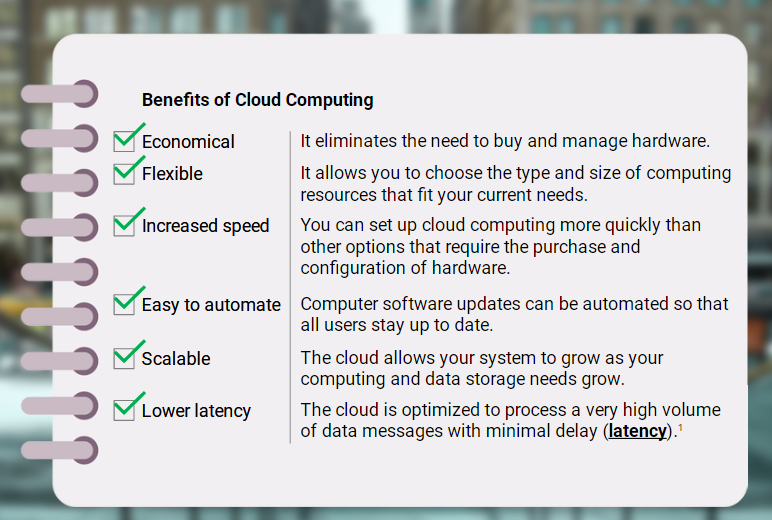 Benefits of Cloud Computing
Economical
It eliminates the need to buy and manage hardware.
Flexible
It allows you to choose the type and size of computing
resources that fit your current needs.
Increased speed
You can set up cloud computing more quickly than
other options that require the purchase and
configuration of hardware.
Easy to automate
Computer software updates can be automated so that
all users stay up to date.
Scalable
The cloud allows your system to grow as your
computing and data storage needs grow.
Lower latency
The cloud is optimized to process a very high volume
of data messages with minimal delay (latency).¹